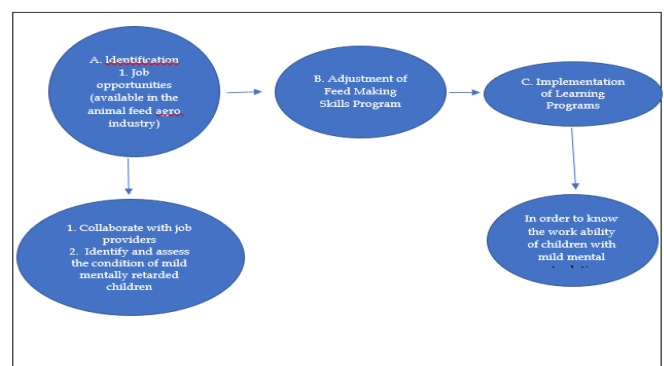 A. Identification
1. Job
opportunities
(available in the
animal feed agro
industry)
B. Adjustment of
Feed Making
Skills Program
C. Implementation
of Learning
Programs
1. Collaborate with job
providers
2. Identify and assess
the condition of mild
mentally retarded
children
In order to know
the work ability
of children with
mild mental